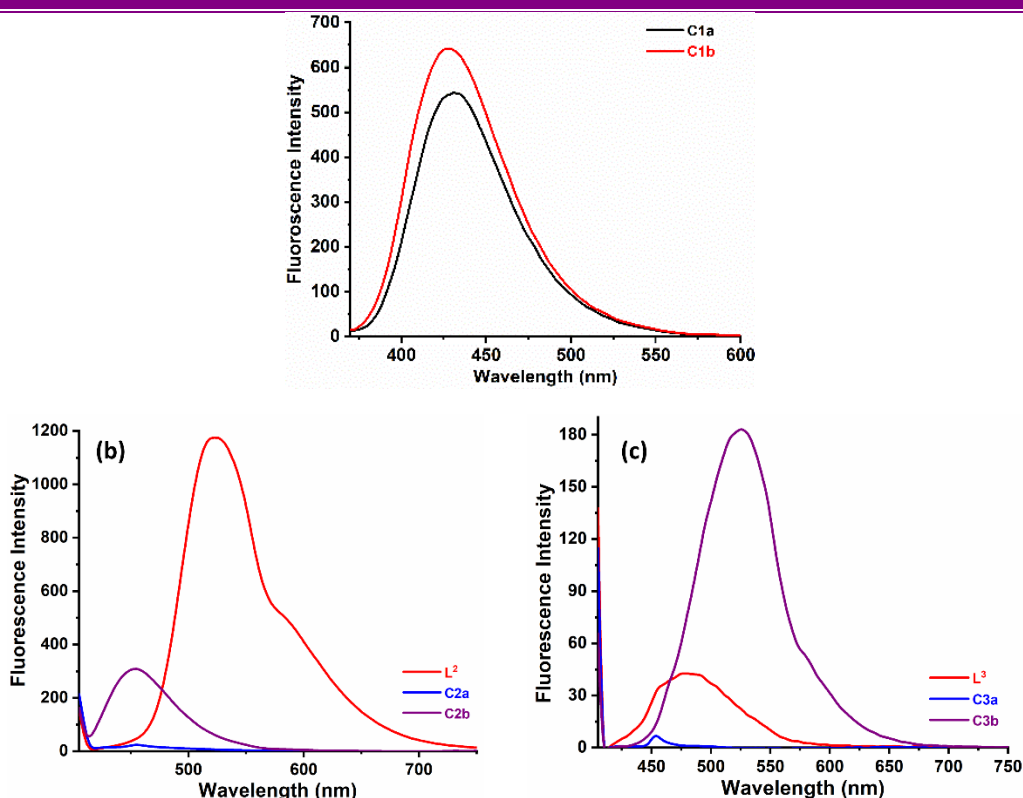 700
600
500
400
300
200
100
0
Fluoroscence Intensity
C1a
C1b
400 450 500 550 600
Wavelength (nm)
1200
1000
800
600
400
200
0
Fluorescence Intensity
(b)
L²
C2a
C2b
500 600 700
Wavelength (nm)
180
150
120
90
60
30
0
Fluorescence Intensity
(c)
L³
C3a
C3b
450 500 550 600 650 700 750
Wavelength (nm)